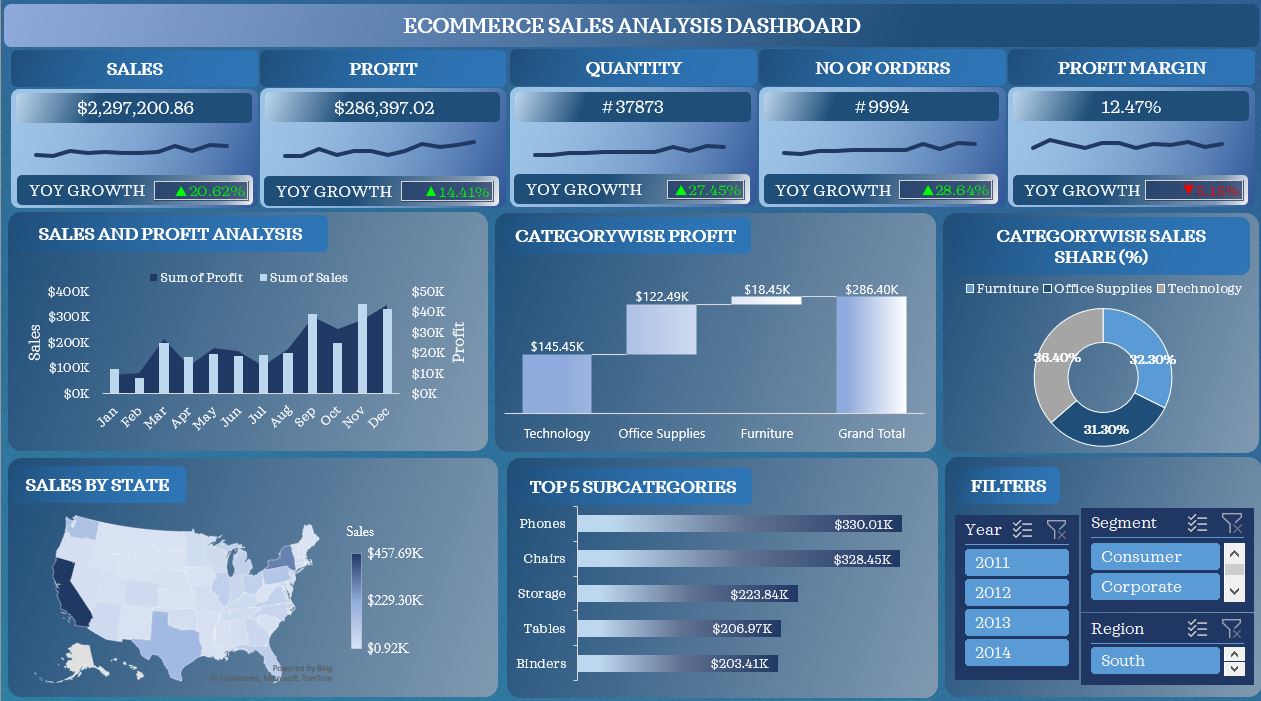 ECOMMERCE SALES ANALYSIS DASHBOARD
SALES
$2,297,200.86
YOY GROWTH
▲20.62%
PROFIT
$286,397.02
YOY GROWTH
▲14.41%
QUANTITY
#37873
YOY GROWTH
▲27.45%
NO OF ORDERS
#9994
YOY GROWTH
▲28.64%
PROFIT MARGIN
12.47%
YOY GROWTH
SALES AND PROFIT ANALYSIS
Sum of Profit
Sum of Sales
Sales
$400K
$300K
$200K
$100K
$0K
$50K
$40K
$30K
$20K
$10K
$0K
Profit
Jan
Feb
Mar
Apr
May
Jun
Jul
Aug
Sep
Oct
Nov
Dec
CATEGORYWISE PROFIT
$145.45K
$122.49K
$18.45K
$286.40K
Technology
Office Supplies
Furniture
Grand Total
CATEGORYWISE SALES
SHARE (%)
Furniture
Office Supplies
Technology
36.40%
32.30%
31.30%
SALES BY STATE
Sales
$457.69K
$229.30K
$0.92K
Powered by Bing
© GeoNames, Microsoft, TomTom
TOP 5 SUBCATEGORIES
Phones
$330.01K
Chairs
$328.45K
Storage
$223.84K
Tables
$206.97K
Binders
$203.41K
FILTERS
Year
2011
2012
2013
2014
Segment
Consumer
Corporate
Region
South